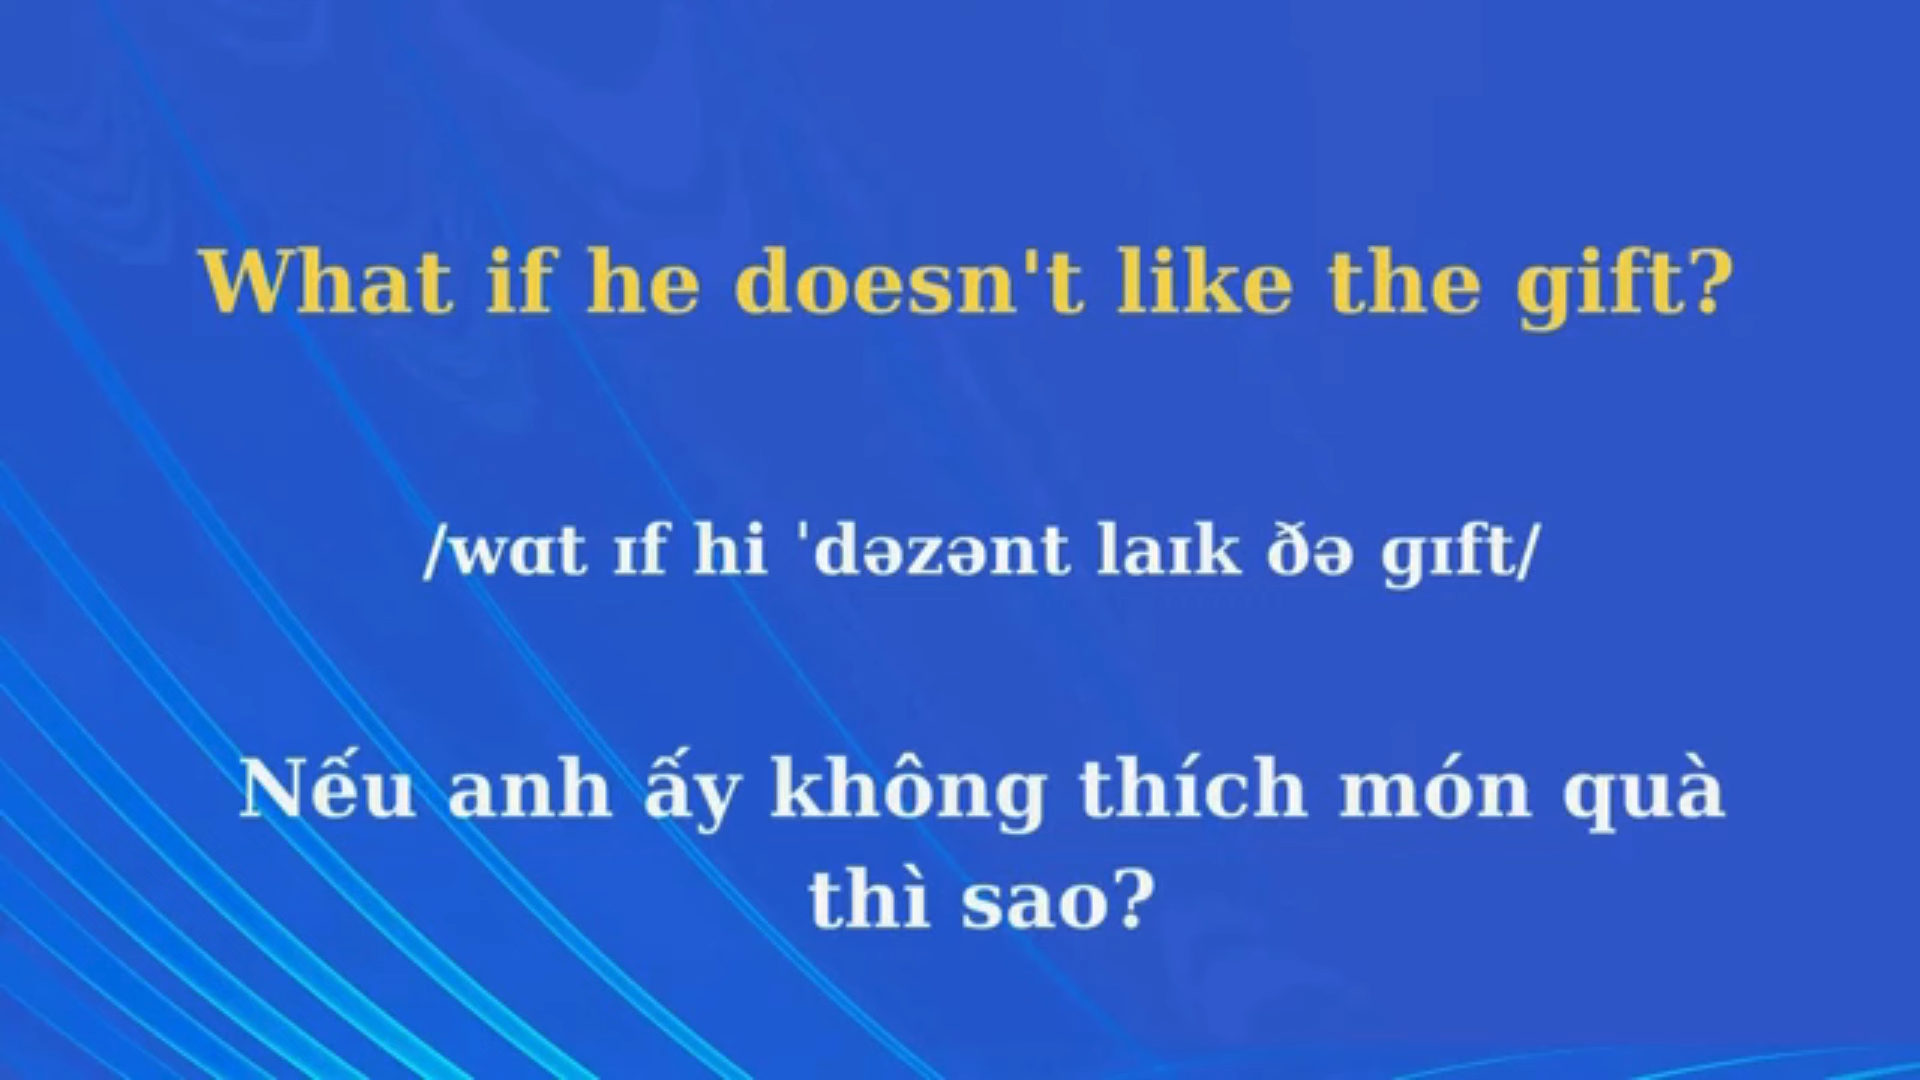 What if he doesn't like the gift?
/wɑt ɪf hi ˈdəzənt laɪk ðə gɪft/
Nếu anh ấy không thích món quà
thì sao?